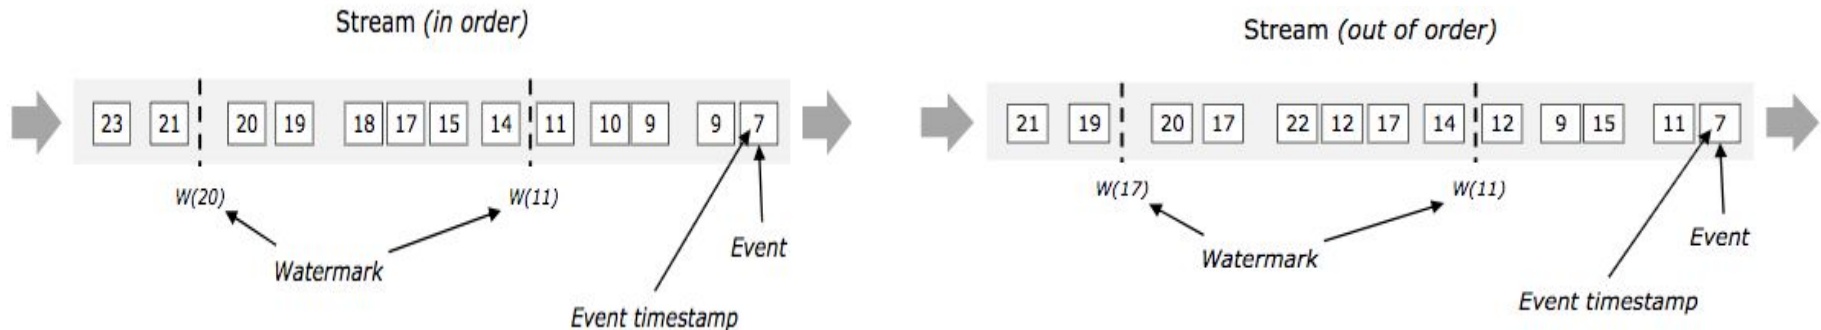 Stream (in order)
23 21 20 19 18 17 15 14 11 10 9 9 7
W(20) W(11)
Watermark
Event
Event timestamp
Stream (out of order)
21 19 20 17 22 12 17 14 12 9 15 11 7
W(17) W(11)
Watermark
Event
Event timestamp